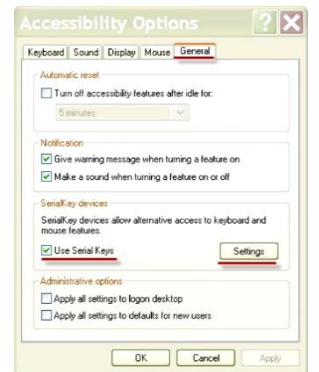 Accessibility Options
Keyboard Sound Display Mouse General
Automatic reset
Turn off accessibility features after idle for:
5 minutes
Notification
Give warning message when turning a feature on
Make a sound when turning a feature on or off
SerialKey devices
SerialKey devices allow alternative access to keyboard and
mouse features.
Use Serial Keys Settings
Administrative options
Apply all settings to logon desktop
Apply all settings to defaults for new users
OK Cancel Apply